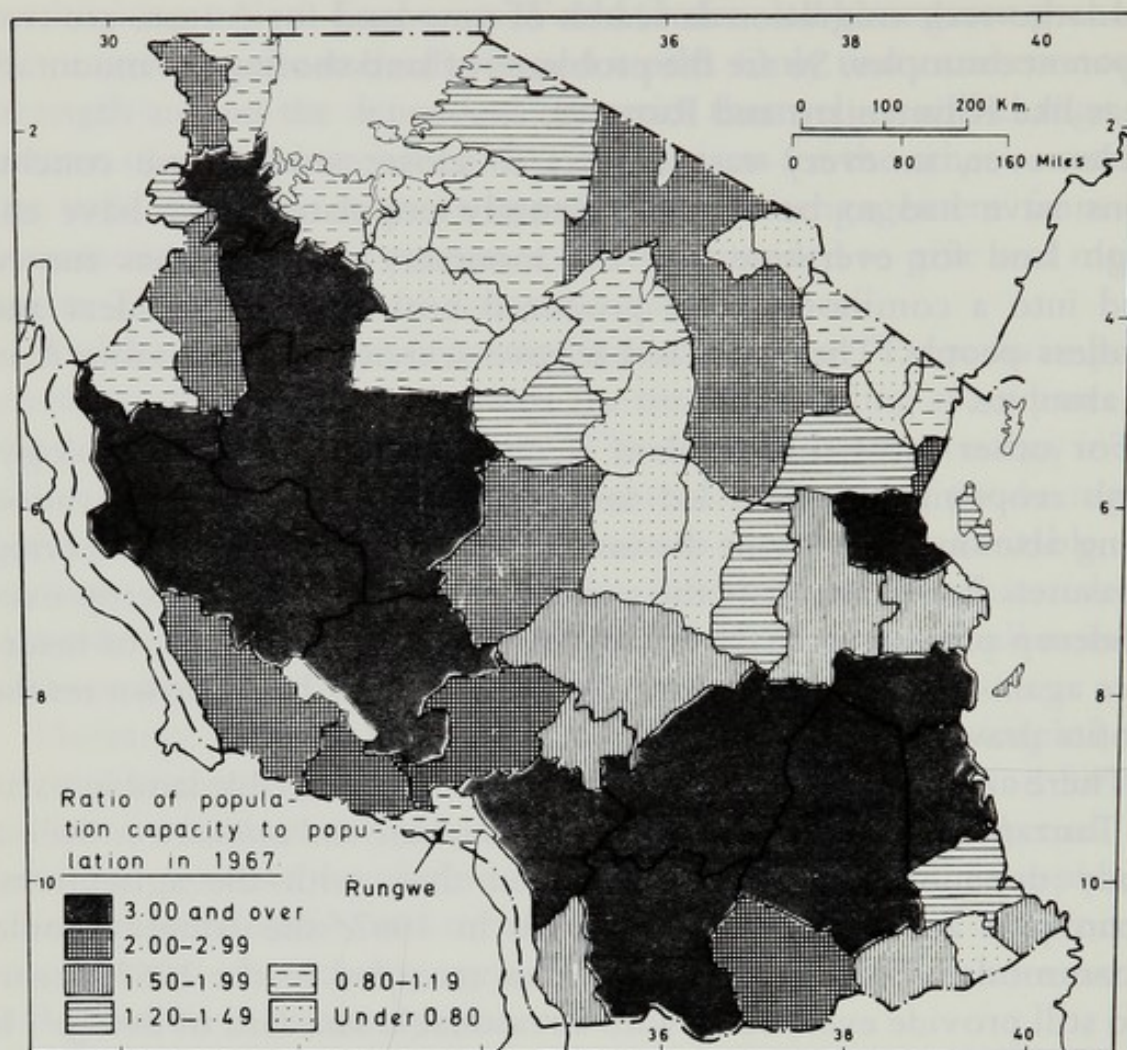 30
36
38
40
0 100 200 Km.
0 80 160 Miles
2
2
4
4
6
6
8
8
Ratio of popula-
tion capacity to popu-
lation in 1967
Rungwe
10
10
3.00 and over
2.00-2.99
1.50-1.99
0.80-1.19
1.20-1.49
Under 0.80
36
38
40